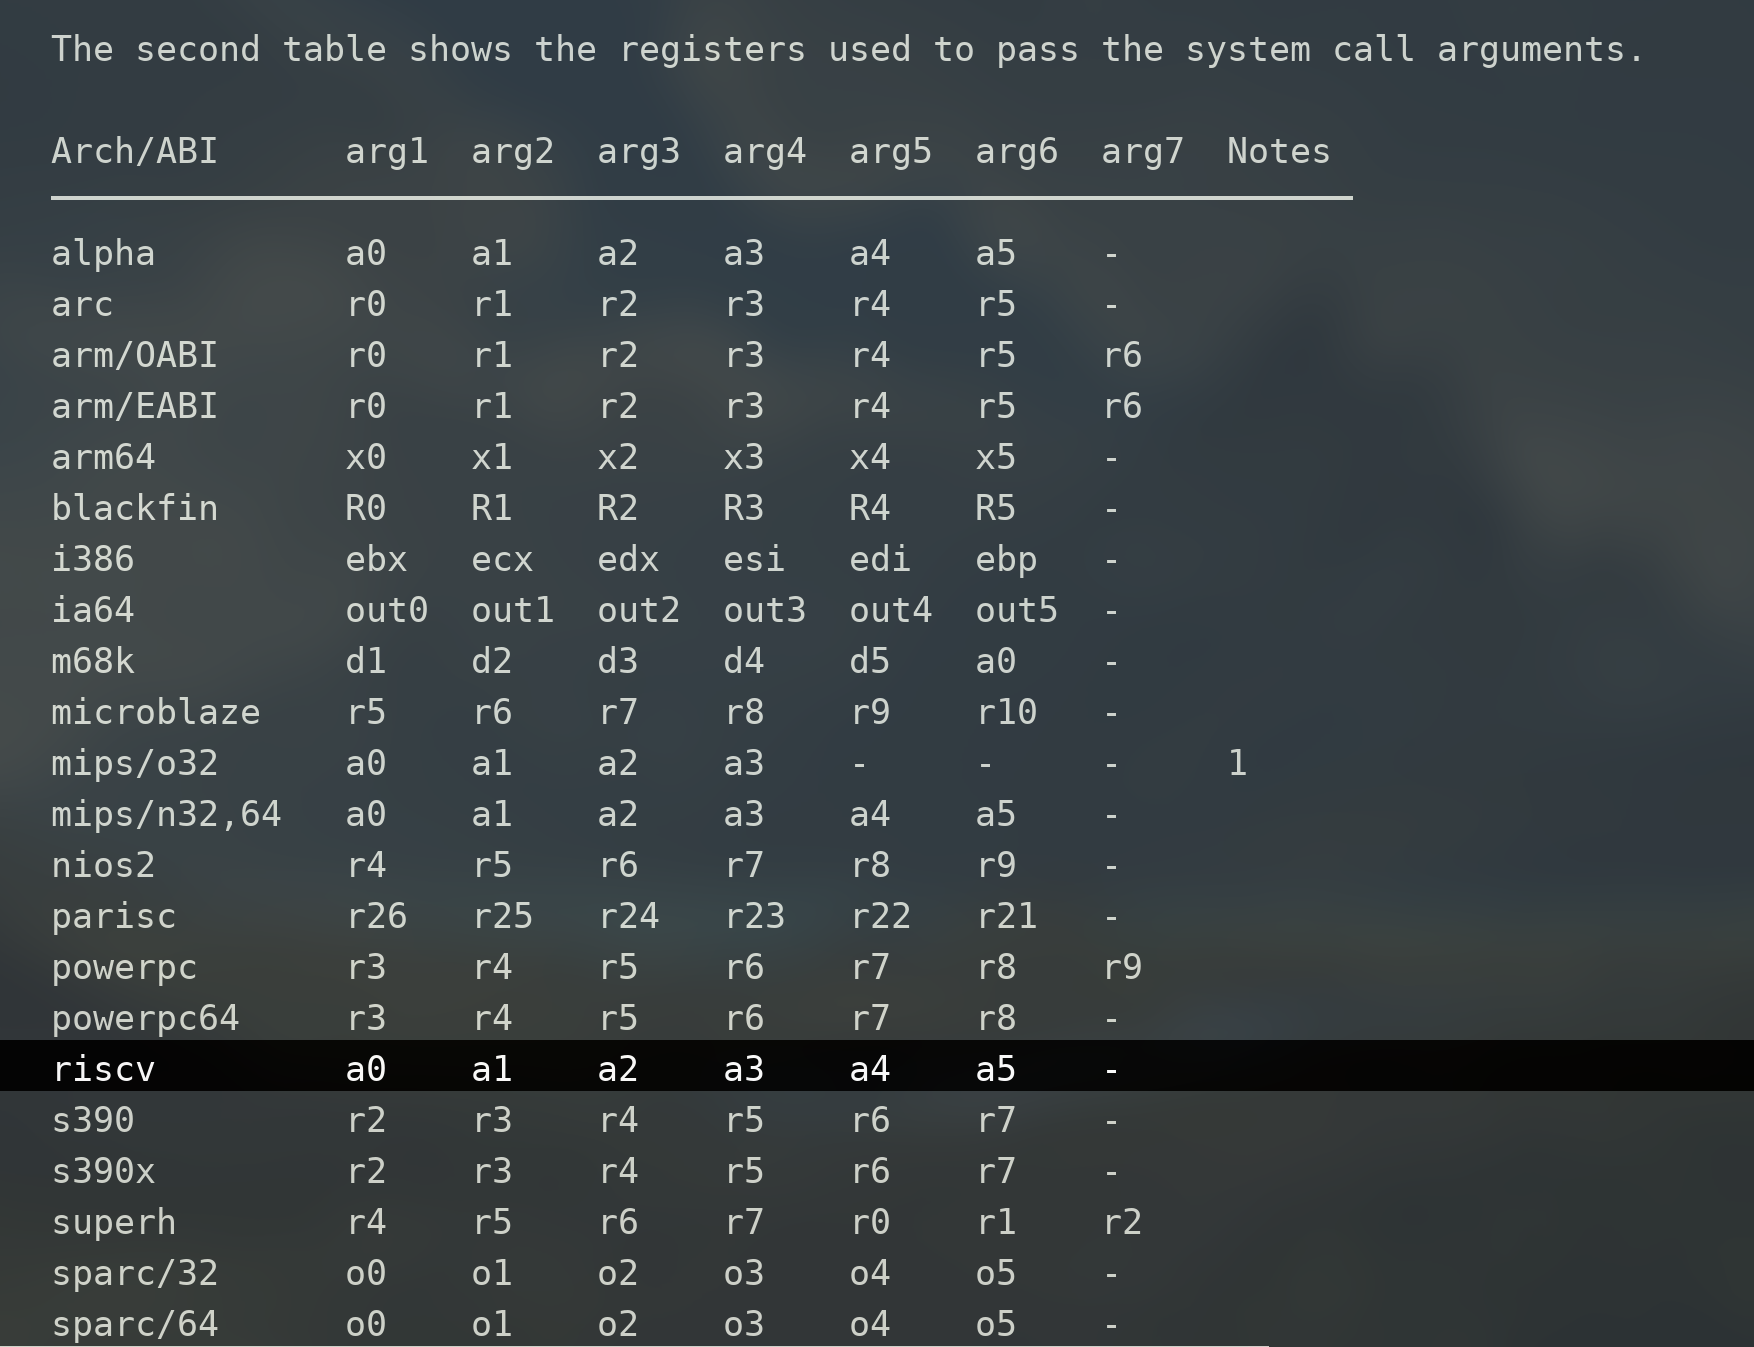 The second table shows the registers used to pass the system call arguments.
Arch/ABI arg1 arg2 arg3 arg4 arg5 arg6 arg7 Notes
alpha a0 a1 a2 a3 a4 a5 -
arc r0 r1 r2 r3 r4 r5 -
arm/OABI r0 r1 r2 r3 r4 r5 r6
arm/EABI r0 r1 r2 r3 r4 r5 r6
arm64 x0 x1 x2 x3 x4 x5 -
blackfin R0 R1 R2 R3 R4 R5 -
i386 ebx ecx edx esi edi ebp -
ia64 out0 out1 out2 out3 out4 out5 -
m68k d1 d2 d3 d4 d5 a0 -
microblaze r5 r6 r7 r8 r9 r10 -
mips/o32 a0 a1 a2 a3 - - - 1
mips/n32,64 a0 a1 a2 a3 a4 a5 -
nios2 r4 r5 r6 r7 r8 r9 -
parisc r26 r25 r24 r23 r22 r21 -
powerpc r3 r4 r5 r6 r7 r8 r9
powerpc64 r3 r4 r5 r6 r7 r8 -
riscv a0 a1 a2 a3 a4 a5 -
s390 r2 r3 r4 r5 r6 r7 -
s390x r2 r3 r4 r5 r6 r7 -
superh r4 r5 r6 r7 r0 r1 r2
sparc/32 o0 o1 o2 o3 o4 o5 -
sparc/64 o0 o1 o2 o3 o4 o5 -